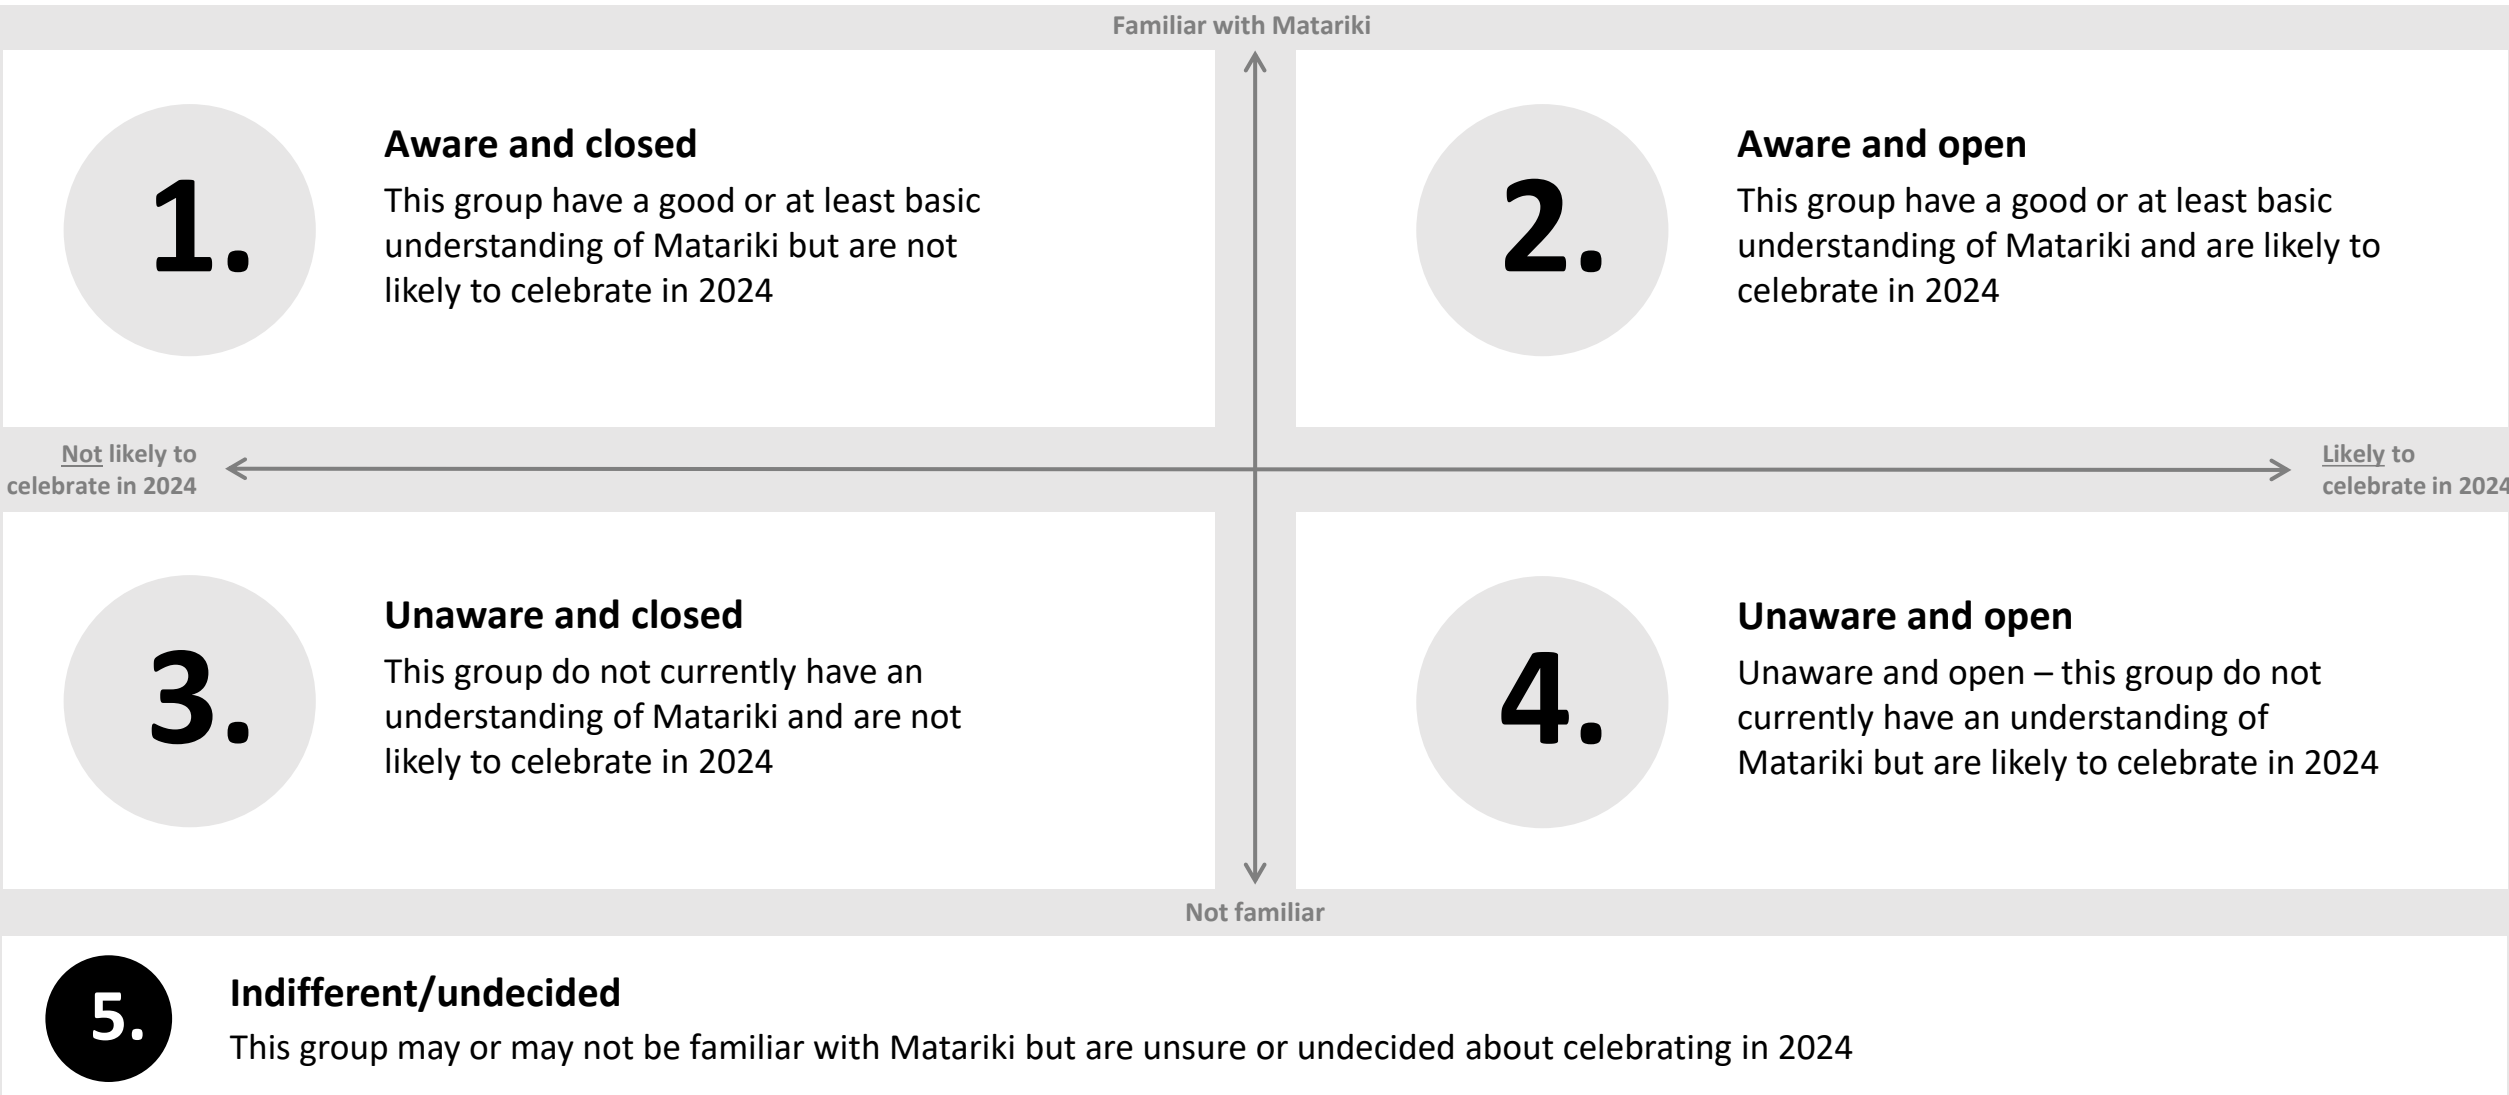 Familiar with Matariki
1.
Aware and closed
This group have a good or at least basic
understanding of Matariki but are not
likely to celebrate in 2024
2.
Aware and open
This group have a good or at least basic
understanding of Matariki and are likely to
celebrate in 2024
Not likely to
celebrate in 2024
Likely to
celebrate in 2024
3.
Unaware and closed
This group do not currently have an
understanding of Matariki and are not
likely to celebrate in 2024
4.
Unaware and open
Unaware and open – this group do not
currently have an understanding of
Matariki but are likely to celebrate in 2024
Not familiar
5.
Indifferent/undecided
This group may or may not be familiar with Matariki but are unsure or undecided about celebrating in 2024